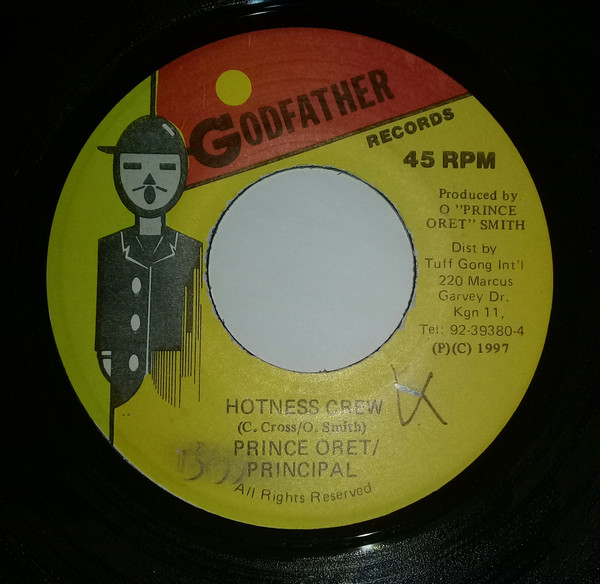 GODFATHER
RECORDS
45 RPM
Produced by
O "PRINCE
ORET" SMITH
Dist by
Tuff Gong Int'l
220 Marcus
Garvey Dr.
Kgn 11,
Tel: 92-39380-4
(P)(C) 1997
HOTNESS CREW
(C. Cross/O. Smith)
PRINCE ORET/
PRINCIPAL
All Rights Reserved